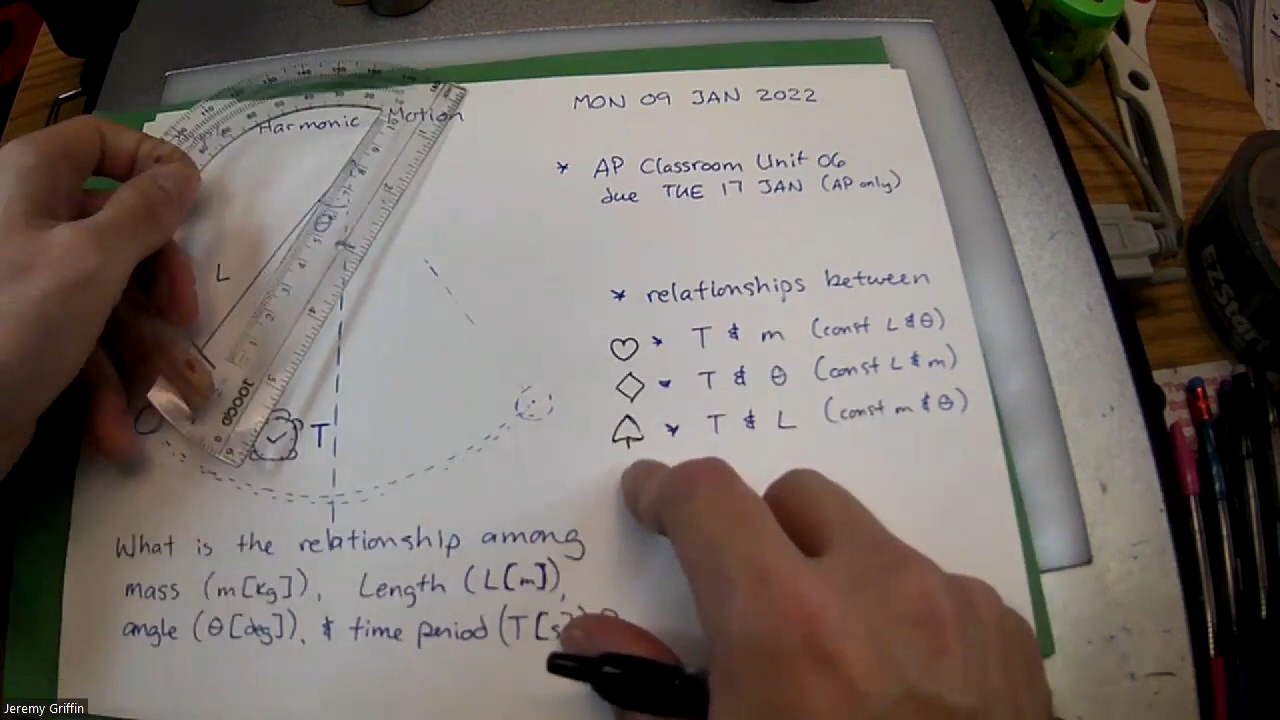 Harmonic Motion
MON 09 JAN 2022
* AP Classroom Unit 06
due TUE 17 JAN (AP only)
L
* relationships between
* T & m (const L & θ)
* T & θ (const L & m)
* T & L (const m & θ)
T
What is the relationship among
mass (m[kg]), Length (L[m]),
angle (θ[deg]), & time period (T[s])?
EZStart
Jeremy Griffin